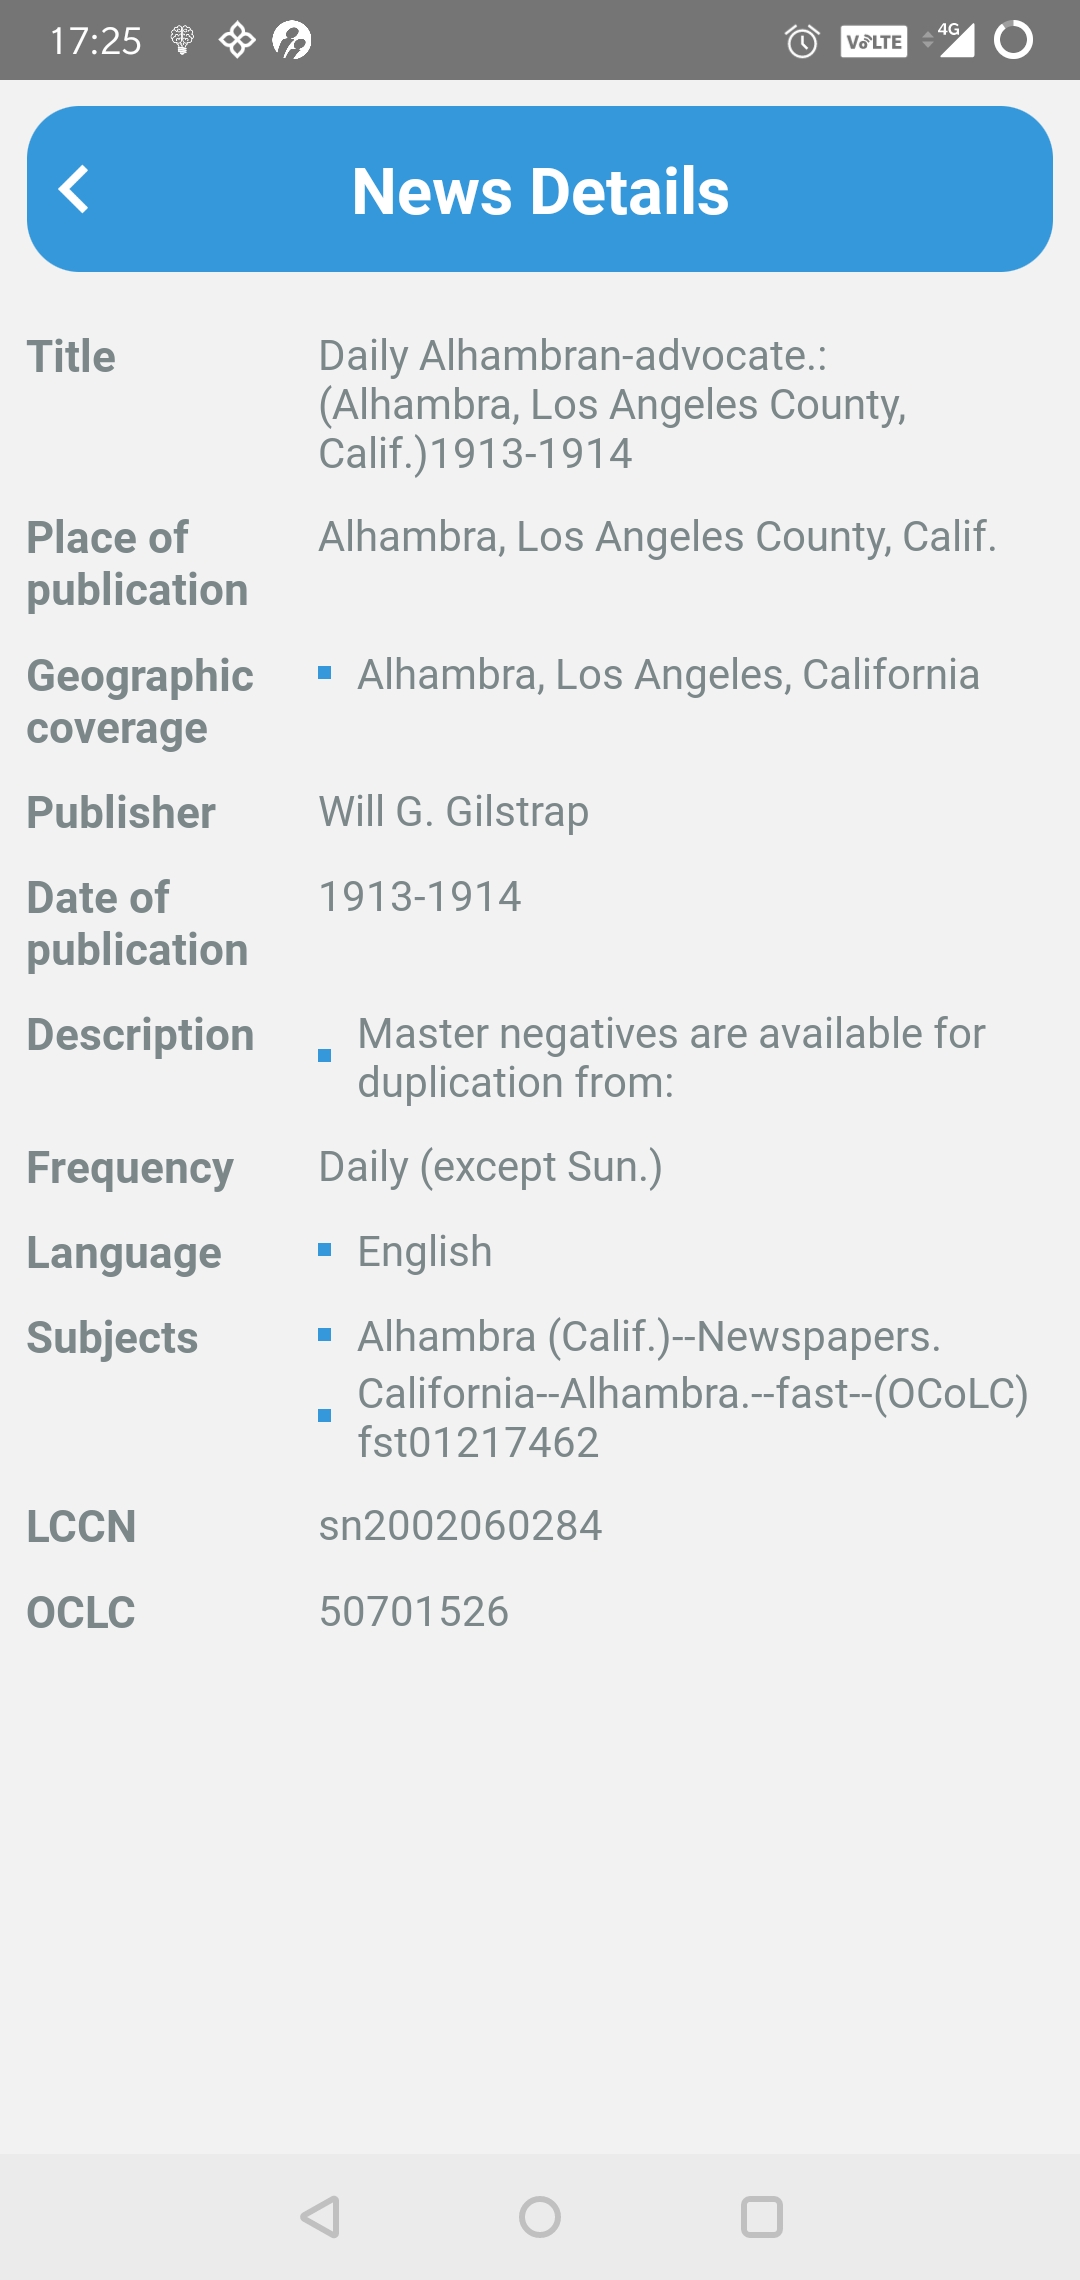 17:25
VoLTE
4G
News Details
Title
Daily Alhambran-advocate.:
(Alhambra, Los Angeles County,
Calif.)1913-1914
Place of
publication
Alhambra, Los Angeles County, Calif.
Geographic
coverage
Alhambra, Los Angeles, California
Publisher
Will G. Gilstrap
Date of
publication
1913-1914
Description
Master negatives are available for
duplication from:
Frequency
Daily (except Sun.)
Language
English
Subjects
Alhambra (Calif.)--Newspapers.
California--Alhambra.--fast--(OCoLC)
fst01217462
LCCN
sn2002060284
OCLC
50701526